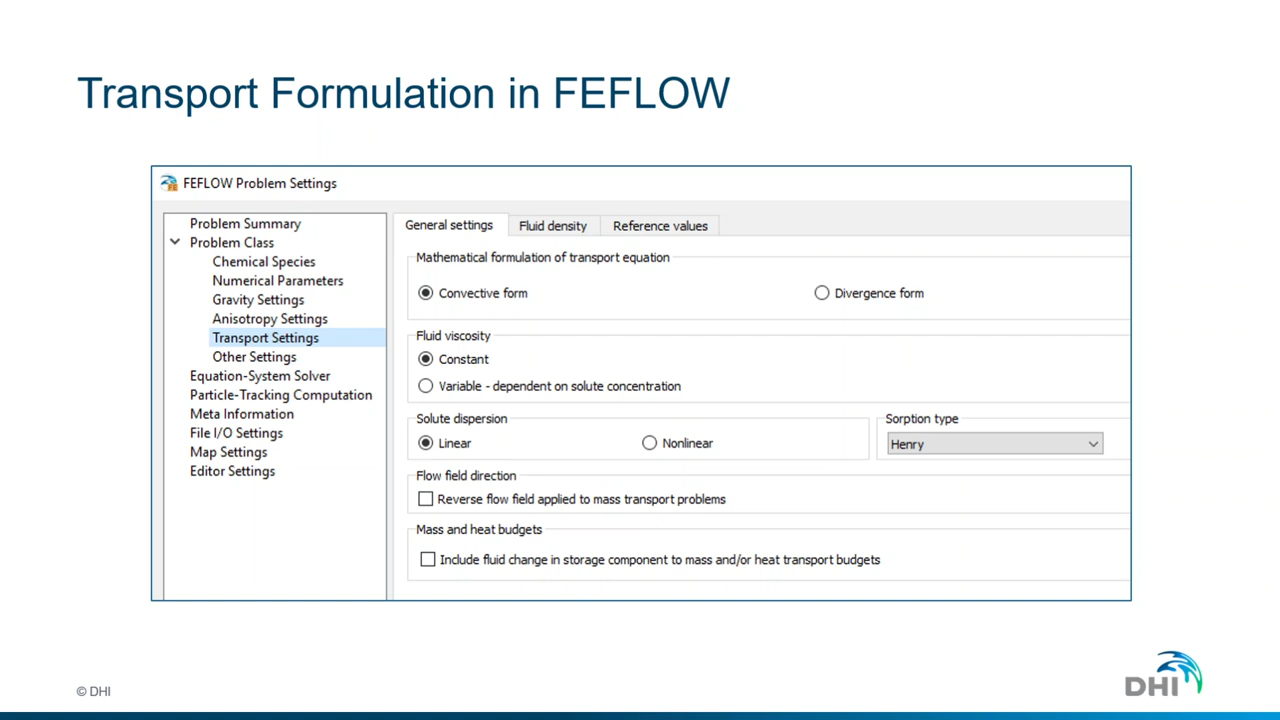 Transport Formulation in FEFLOW
FEFLOW Problem Settings
Problem Summary
Problem Class
Chemical Species
Numerical Parameters
Gravity Settings
Anisotropy Settings
Transport Settings
Other Settings
Equation-System Solver
Particle-Tracking Computation
Meta Information
File I/O Settings
Map Settings
Editor Settings
General settings Fluid density Reference values
Mathematical formulation of transport equation
Convective form Divergence form
Fluid viscosity
Constant
Variable - dependent on solute concentration
Solute dispersion Sorption type
Linear Nonlinear Henry
Flow field direction
Reverse flow field applied to mass transport problems
Mass and heat budgets
Include fluid change in storage component to mass and/or heat transport budgets
© DHI
DHI